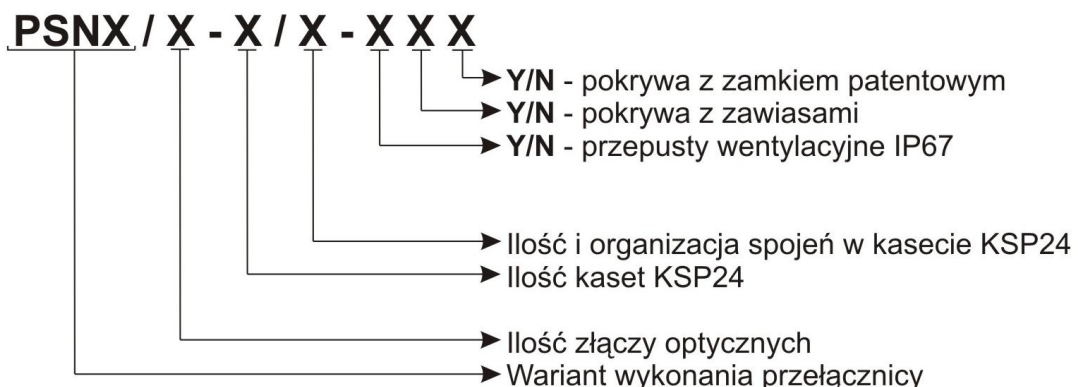 PSNX / X - X / X - X X X
Y/N - pokrywa z zamkiem patentowym
Y/N - pokrywa z zawiasami
Y/N - przepusty wentylacyjne IP67
Ilość i organizacja spojeń w kasecie KSP24
Ilość kaset KSP24
Ilość złączy optycznych
Wariant wykonania przełącznicy